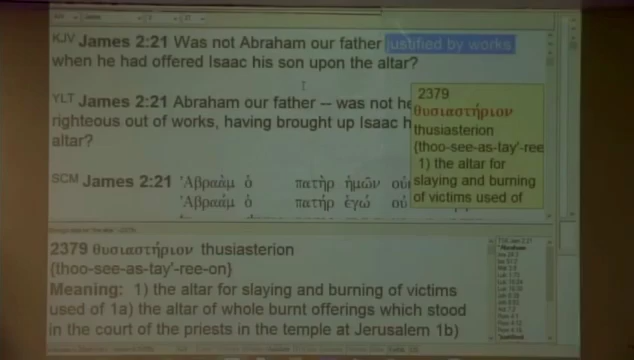 KJV James 2:21 Was not Abraham our father justified by works
when he had offered Isaac his son upon the altar?
YLT James 2:21 Abraham our father -- was not he
righteous out of works, having brought up Isaac h
altar?
2379
θυσιαστήριον
thusiasterion
{thoo-see-as-tay'-ree
1) the altar for
slaying and burning
of victims used of
SCM James 2:21 Ἀβραὰμ ὁ πατὴρ ἡμῶν οὐ
Ἀβραάμ ὁ πατήρ ἐγώ οὐ
2379 θυσιαστήριον thusiasterion
{thoo-see-as-tay'-ree-on}
Meaning: 1) the altar for slaying and burning of victims
used of 1a) the altar of whole burnt offerings which stood
in the court of the priests in the temple at Jerusalem 1b)